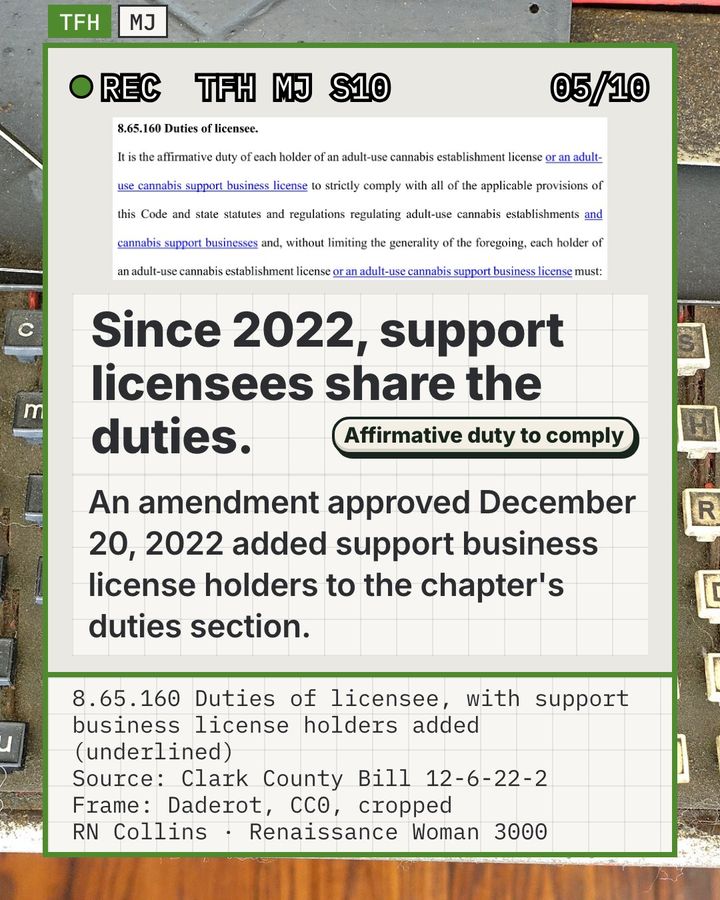 TFH MJ
REC TFH MJ S10 05/10
8.65.160 Duties of licensee.
It is the affirmative duty of each holder of an adult-use cannabis establishment license or an adult-
use cannabis support business license to strictly comply with all of the applicable provisions of
this Code and state statutes and regulations regulating adult-use cannabis establishments and
cannabis support businesses and, without limiting the generality of the foregoing, each holder of
an adult-use cannabis establishment license or an adult-use cannabis support business license must:
Since 2022, support
licensees share the
duties.
Affirmative duty to comply
An amendment approved December
20, 2022 added support business
license holders to the chapter's
duties section.
8.65.160 Duties of licensee, with support
business license holders added
(underlined)
Source: Clark County Bill 12-6-22-2
Frame: Daderot, CC0, cropped
RN Collins · Renaissance Woman 3000
C
S
m
H
R
u